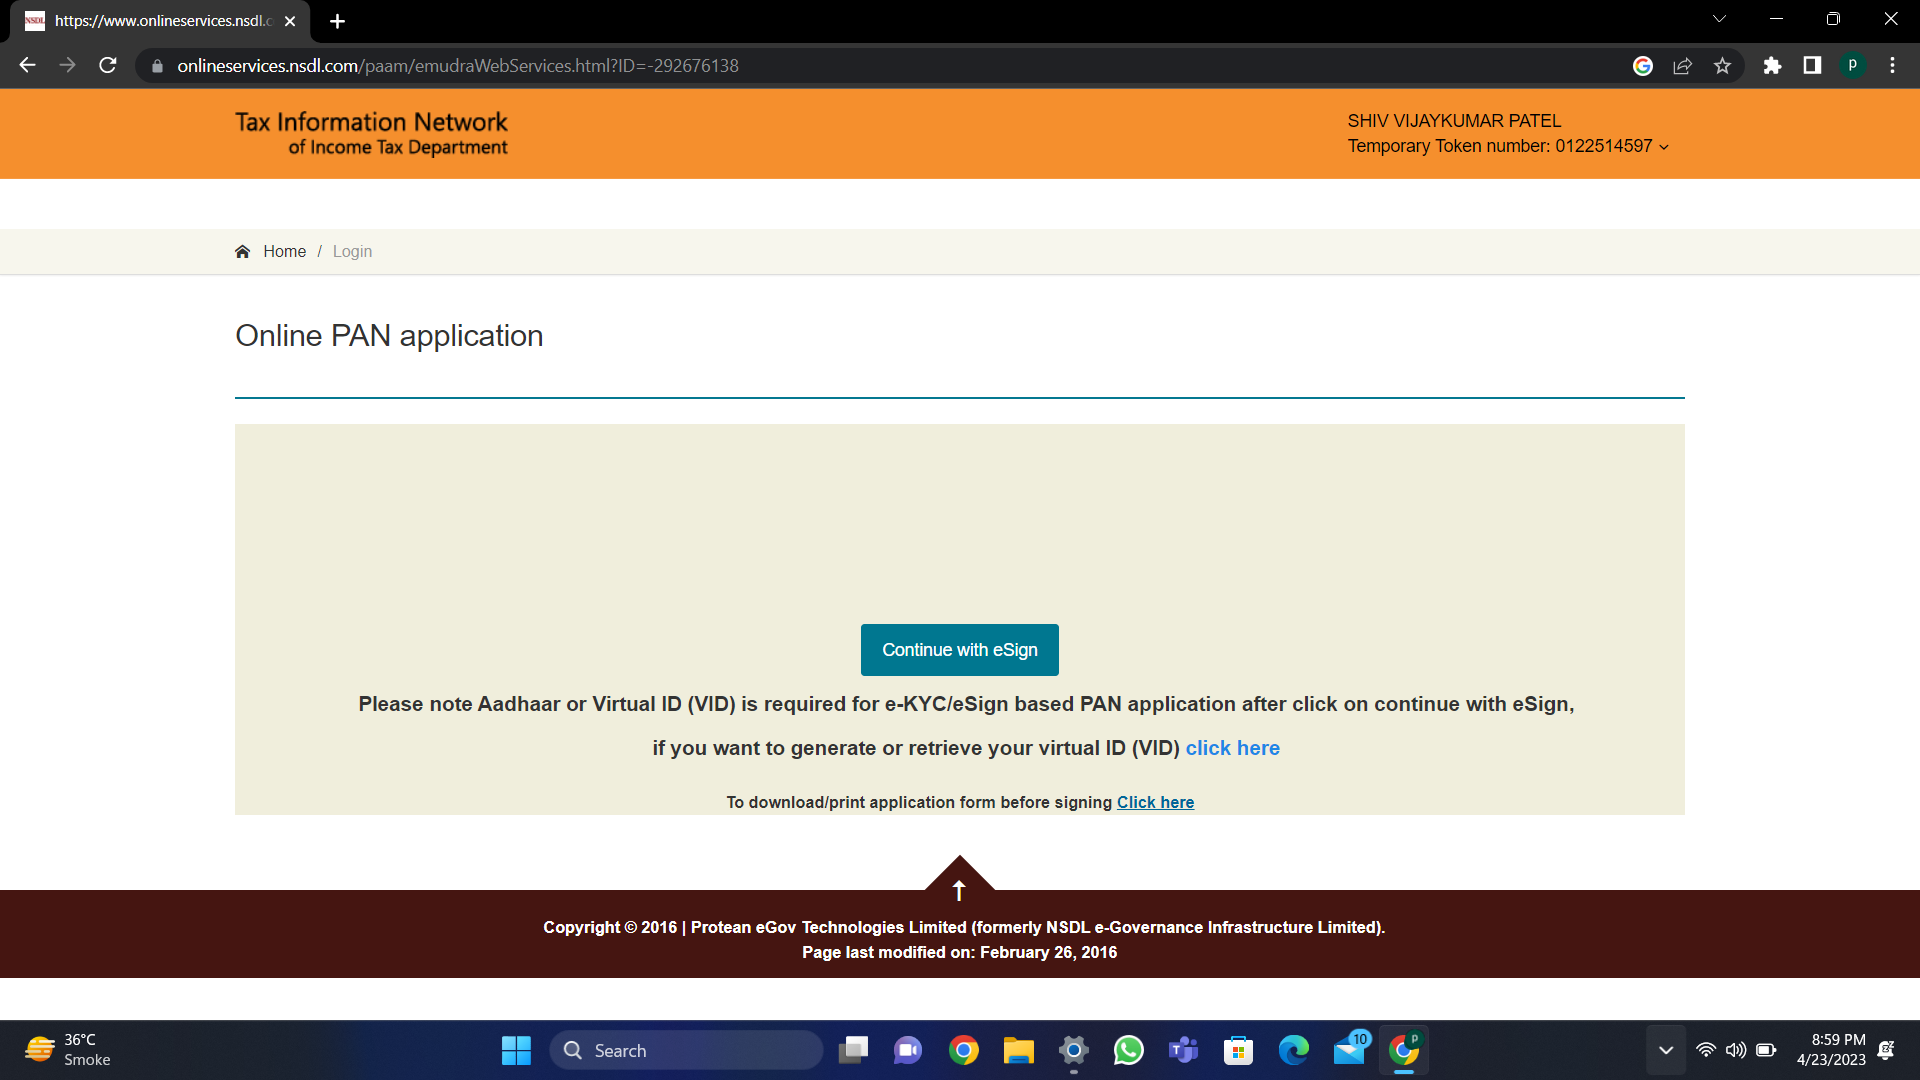 https://www.onlineservices.nsdl.c
onlineservices.nsdl.com/paam/emudraWebServices.html?ID=-292676138
Tax Information Network
of Income Tax Department
SHIV VIJAYKUMAR PATEL
Temporary Token number: 0122514597
Home / Login
Online PAN application
Continue with eSign
Please note Aadhaar or Virtual ID (VID) is required for e-KYC/eSign based PAN application after click on continue with eSign,
if you want to generate or retrieve your virtual ID (VID) click here
To download/print application form before signing Click here
Copyright © 2016 | Protean eGov Technologies Limited (formerly NSDL e-Governance Infrastructure Limited).
Page last modified on: February 26, 2016
36°C
Smoke
Search
10
8:59 PM
4/23/2023